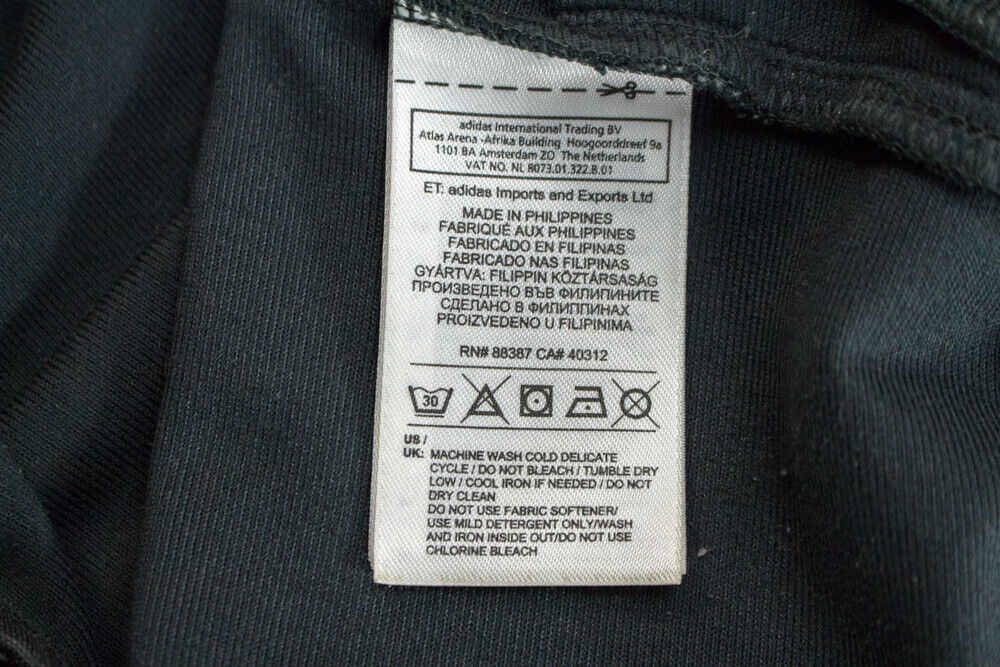 adidas International Trading BV
Atlas Arena -Afrika Building Hoogoorddreef 9a
1101 BA Amsterdam ZO The Netherlands
VAT NO. NL 8073.01.322.B.01
ET: adidas Imports and Exports Ltd
MADE IN PHILIPPINES
FABRIQUÉ AUX PHILIPPINES
FABRICADO EN FILIPINAS
FABRICADO NAS FILIPINAS
GYÁRTVA: FILIPPIN KÖZTÁRSASÁG
ПРОИЗВЕДЕНО ВЪВ ФИЛИПИНИТЕ
СДЕЛАНО В ФИЛИППИНАХ
PROIZVEDENO U FILIPINIMA
RN# 88387 CA# 40312
30
US /
UK: MACHINE WASH COLD DELICATE
CYCLE / DO NOT BLEACH / TUMBLE DRY
LOW / COOL IRON IF NEEDED / DO NOT
DRY CLEAN
DO NOT USE FABRIC SOFTENER/
USE MILD DETERGENT ONLY/WASH
AND IRON INSIDE OUT/DO NOT USE
CHLORINE BLEACH